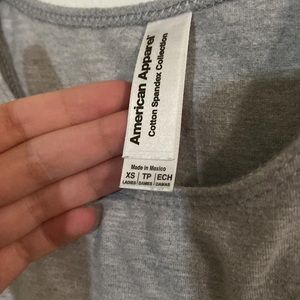 American Apparel
Cotton Spandex Collection
Made in Mexico
XS TP ECH
LADIES DAMES DAMAS